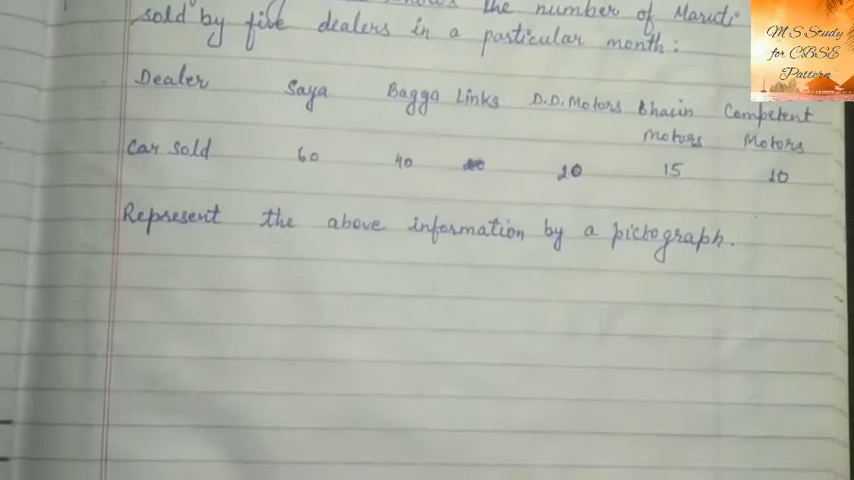 the number of Maruti
sold by five dealers in a particular month:
Dealer Saya Bagga Links D.D. Motors Bhasin Motors Competent Motors
Car sold 60 40 20 15 10
Represent the above information by a pictograph.
M S Study
for CBSE
Pattern